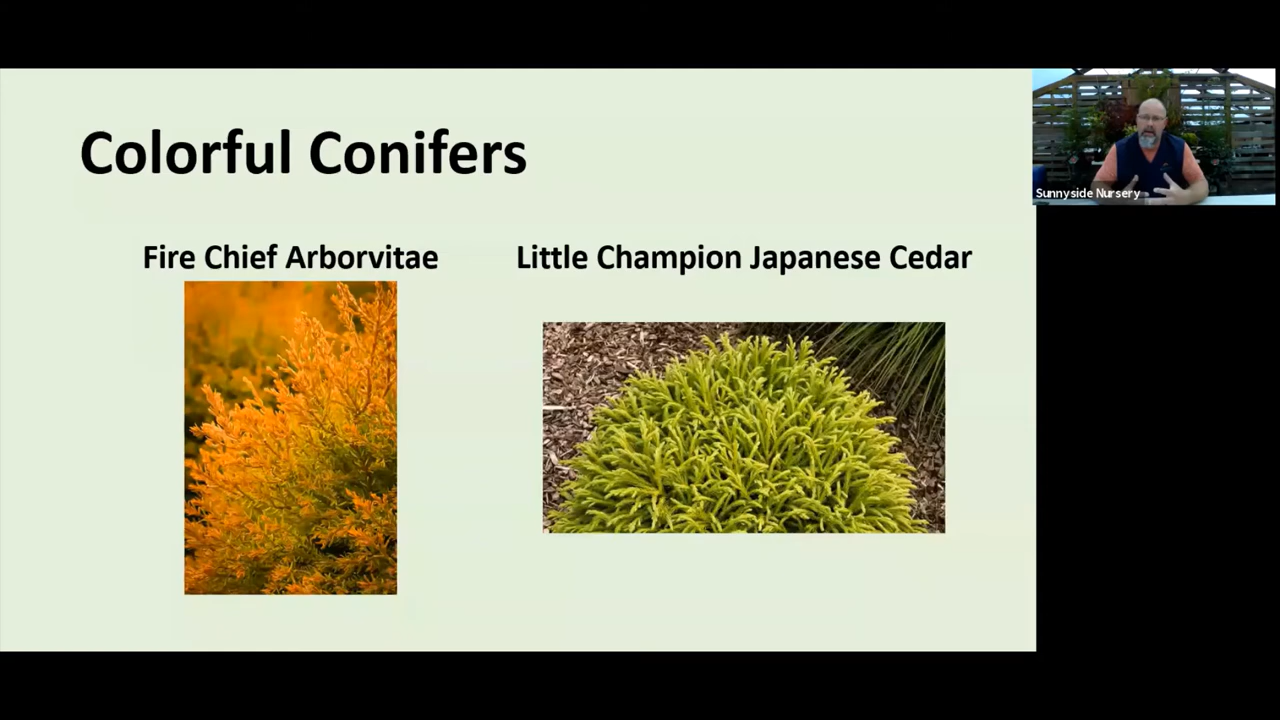 Colorful Conifers
Fire Chief Arborvitae
Little Champion Japanese Cedar
Sunnyside Nursery